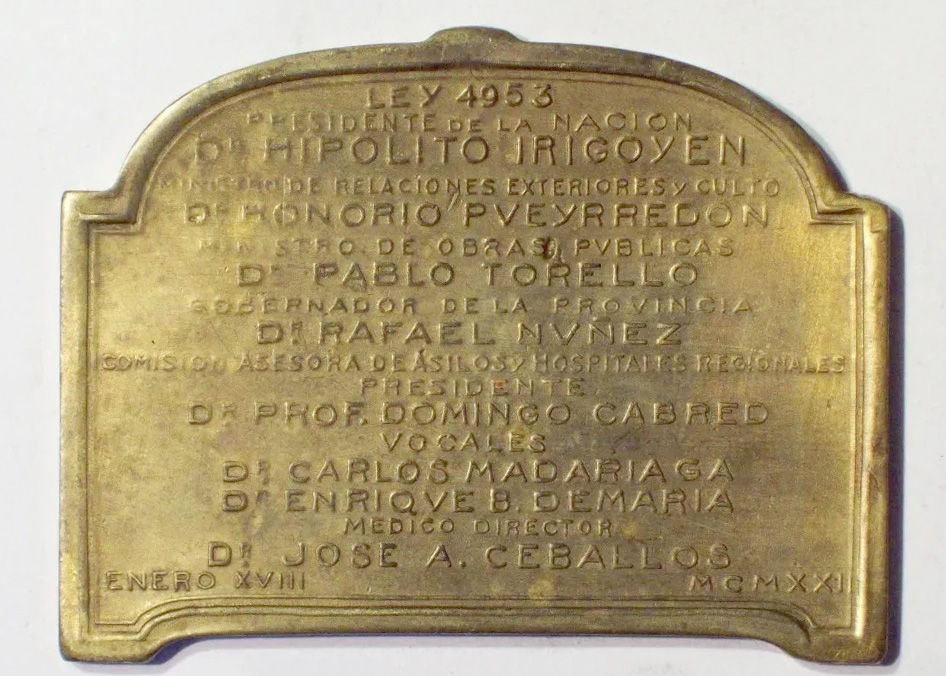 LEY 4953
PRESIDENTE DE LA NACION
Dr HIPOLITO IRIGOYEN
MINISTRO DE RELACIONES EXTERIORES y CULTO
Dr HONORIO PVEYRREDON
MINISTRO DE OBRAS PVBLICAS
Dr PABLO TORELLO
GOBERNADOR DE LA PROVINCIA
Dr RAFAEL NVÑEZ
COMISION ASESORA DE ÁSILOS y HOSPITALES REGIONALES
PRESIDENTE
Dr PROF. DOMINGO CABRED
VOCALES
Dr CARLOS MADARIAGA
Dr ENRIQVE B. DEMARIA
MEDICO DIRECTOR
Dr JOSE A. CEBALLOS
ENERO XVIII MCMXXI